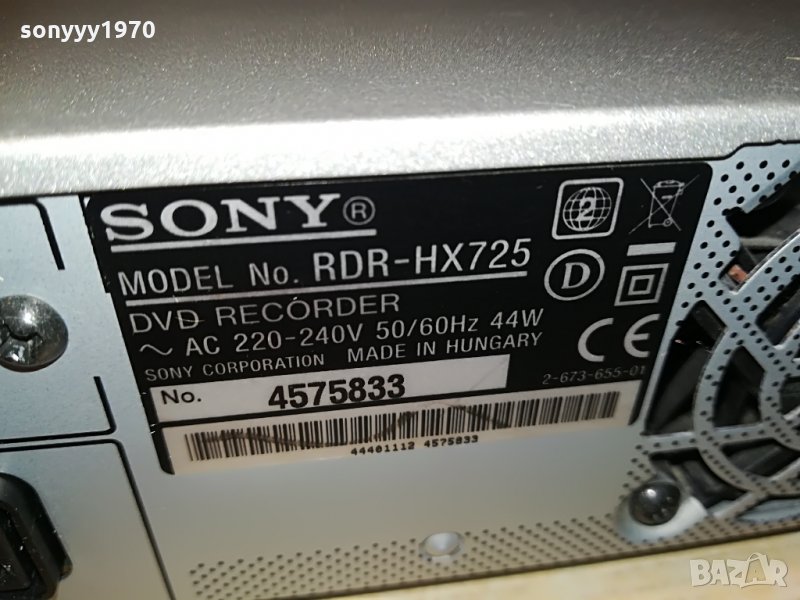 sonyyy1970
SONY®
MODEL No. RDR-HX725
2
D
DVD RECORDER
~ AC 220-240V 50/60Hz 44W
SONY CORPORATION MADE IN HUNGARY
CE
No. 4575833
2-673-655-01
44401112 4575833
BAZAR